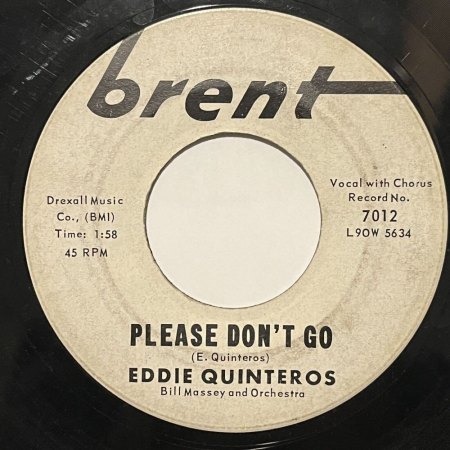 brent
Drexall Music
Co., (BMI)
Time: 1:58
45 RPM
Vocal with Chorus
Record No.
7012
L9OW 5634
PLEASE DON'T GO
(E. Quinteros)
EDDIE QUINTEROS
Bill Massey and Orchestra